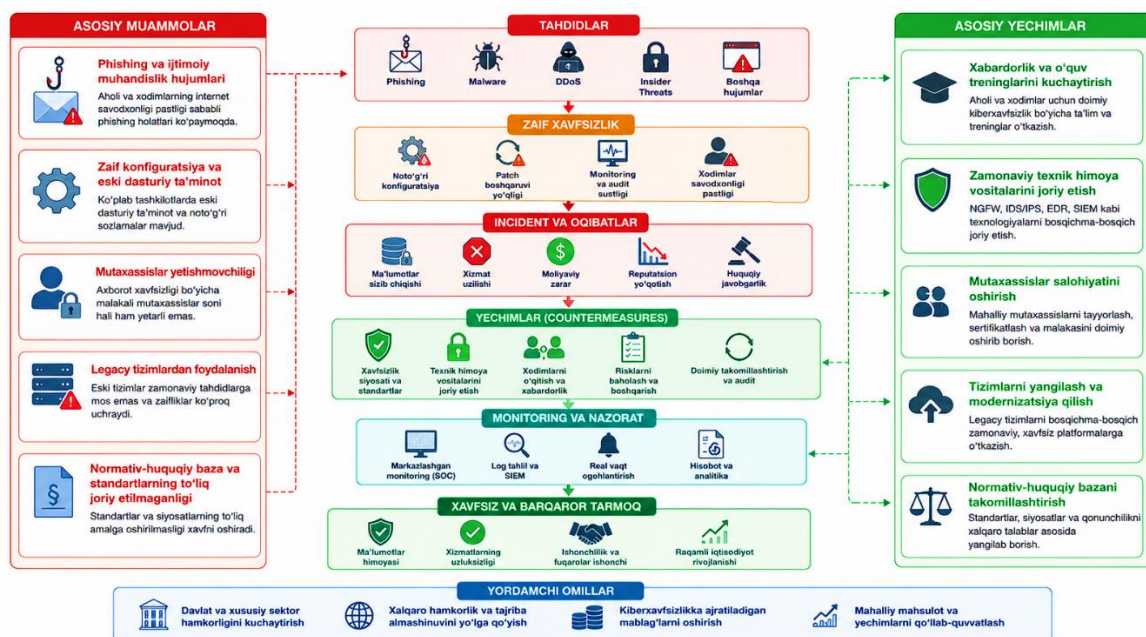 ASOSIY MUAMMOLAR
Phishing va ijtimoiy
muhandislik hujumlari
Aholi va xodimlarning internet
savodxonligi pastligi sababli
phishing holatlari ko'paymoqda.
Zaif konfiguratsiya va
eski dasturiy ta'minot
Ko'plab tashkilotlarda eski
dasturiy ta'minot va noto'g'ri
sozlamalar mavjud.
Mutaxassislar yetishmovchiligi
Axborot xavfsizligi bo'yicha
malakali mutaxassislar soni
hali ham yetarli emas.
Legacy tizimlardan foydalanish
Eski tizimlar zamonaviy tahdidlarga
mos emas va zaifliklar ko'proq
uchraydi.
Normativ-huquqiy baza va
standartlarning to'liq
joriy etilmaganligi
Standartlar va siyosatlarning to'liq
amalga oshirilmasligi xavfni oshiradi.
TAHDIDLAR
Phishing
Malware
DDoS
Insider
Threats
Boshqa
hujumlar
ZAIF XAVFSIZLIK
Noto'g'ri
konfiguratsiya
Patch
boshqaruvi
yo'qligi
Monitoring
va audit
sustligi
Xodimlar
savodxonligi
pastligi
INCIDENT VA OQIBATLAR
Ma'lumotlar
sizib chiqishi
Xizmat
uzilishi
Moliyaviy
zarar
Reputatsion
yo'qotish
Huquqiy
javobgarlik
YECHIMLAR (COUNTERMEASURES)
Xavfsizlik
siyosati va
standartlar
Texnik himoya
vositalarini
joriy etish
Xodimlarni
o'qitish va
xabardorlik
Risklarni
baholash va
boshqarish
Doimiy takomillashtirish
va audit
MONITORING VA NAZORAT
Markazlashgan
monitoring (SOC)
Log tahlil va
SIEM
Real vaqt
ogohlantirish
Hisobot va
analitika
XAVFSIZ VA BARQAROR TARMOQ
Ma'lumotlar
himoyasi
Xizmatlarning
uzluksizligi
Ishonchlilik va
fuqarolar ishonchi
Raqamli iqtisodiyot
rivojlanishi
ASOSIY YECHIMLAR
Xabardorlik va o'quv
treninglarini kuchaytirish
Aholi va xodimlar uchun doimiy
kiberxavfsizlik bo'yicha ta'lim va
treninglar o'tkazish.
Zamonaviy texnik himoya
vositalarini joriy etish
NGFW, IDS/IPS, EDR, SIEM kabi
texnologiyalarni bosqichma-bosqich
joriy etish.
Mutaxassislar salohiyatini
oshirish
Mahalliy mutaxassislarni tayyorlash,
sertifikatlash va malakasini doimiy
oshirib borish.
Tizimlarni yangilash va
modernizatsiya qilish
Legacy tizimlarni bosqichma-bosqich
zamonaviy, xavfsiz platformalarga
o'tkazish.
Normativ-huquqiy bazani
takomillashtirish
Standartlar, siyosatlar va qonunchilikni
xalqaro talablar asosida
yangilab borish.
YORDAMCHI OMILLAR
Davlat va xususiy sektor
hamkorligini kuchaytirish
Xalqaro hamkorlik va tajriba
almashinuvini yo'lga qo'yish
Kiberxavfsizlikka ajratiladigan
mablag'larni oshirish
Mahalliy mahsulot va
yechimlarni qo'llab-quvvatlash